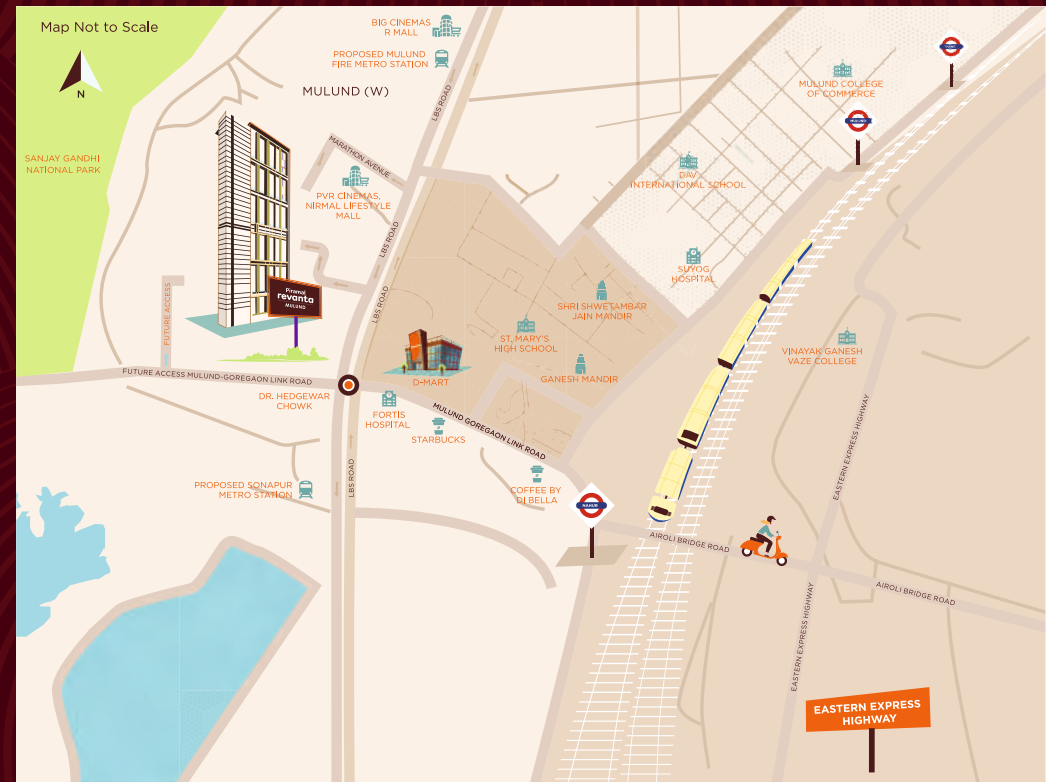 Map Not to Scale
BIG CINEMAS
R MALL
PROPOSED MULUND
FIRE METRO STATION
MULUND (W)
LBS ROAD
N
MULUND COLLEGE
OF COMMERCE
MULUND
MARATHON AVENUE
SANJAY GANDHI
NATIONAL PARK
PVR CINEMAS,
NIRMAL LIFESTYLE
MALL
DAV
INTERNATIONAL SCHOOL
LBS ROAD
SUYOG
HOSPITAL
Piramal
revanta
MULUND
FUTURE ACCESS
LBS ROAD
SHRI SHWETAMBAR
JAIN MANDIR
ST. MARY'S
HIGH SCHOOL
VINAYAK GANESH
VAZE COLLEGE
FUTURE ACCESS MULUND-GOREGAON LINK ROAD
D-MART
GANESH MANDIR
DR. HEDGEWAR
CHOWK
FORTIS
HOSPITAL
STARBUCKS
MULUND GOREGAON LINK ROAD
EASTERN EXPRESS HIGHWAY
PROPOSED SONAPUR
METRO STATION
LBS ROAD
COFFEE BY
DI BELLA
NAHUR
AIROLI BRIDGE ROAD
AIROLI BRIDGE ROAD
EASTERN EXPRESS HIGHWAY
EASTERN EXPRESS
HIGHWAY